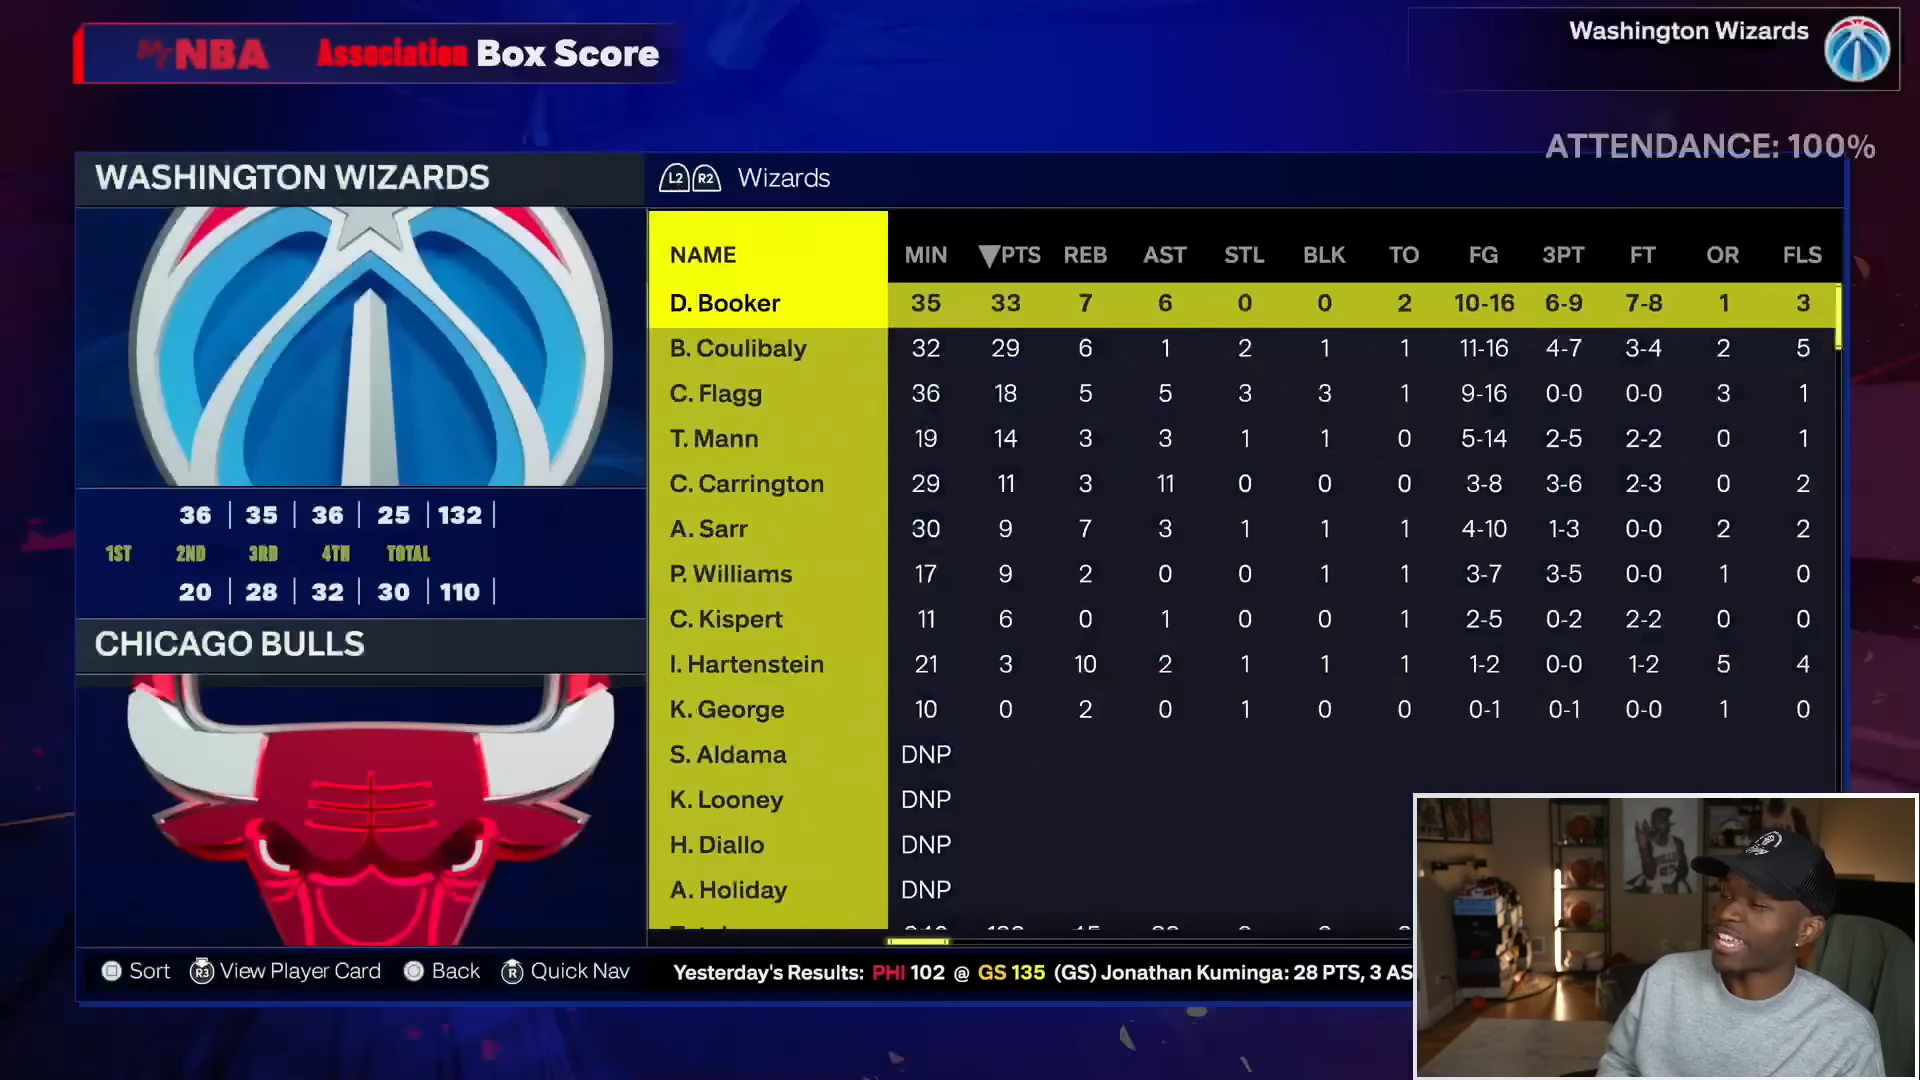 MyNBA Association Box Score
Washington Wizards
ATTENDANCE: 100%
WASHINGTON WIZARDS
36 | 35 | 36 | 25 | 132 |
1ST 2ND 3RD 4TH TOTAL
20 | 28 | 32 | 30 | 110 |
CHICAGO BULLS
L2 R2 Wizards
NAME MIN ▼PTS REB AST STL BLK TO FG 3PT FT OR FLS
D. Booker 35 33 7 6 0 0 2 10-16 6-9 7-8 1 3
B. Coulibaly 32 29 6 1 2 1 1 11-16 4-7 3-4 2 5
C. Flagg 36 18 5 5 3 3 1 9-16 0-0 0-0 3 1
T. Mann 19 14 3 3 1 1 0 5-14 2-5 2-2 0 1
C. Carrington 29 11 3 11 0 0 0 3-8 3-6 2-3 0 2
A. Sarr 30 9 7 3 1 1 1 4-10 1-3 0-0 2 2
P. Williams 17 9 2 0 0 1 1 3-7 3-5 0-0 1 0
C. Kispert 11 6 0 1 0 0 1 2-5 0-2 2-2 0 0
I. Hartenstein 21 3 10 2 1 1 1 1-2 0-0 1-2 5 4
K. George 10 0 2 0 1 0 0 0-1 0-1 0-0 1 0
S. Aldama DNP
K. Looney DNP
H. Diallo DNP
A. Holiday DNP
Sort R3 View Player Card Back R Quick Nav
Yesterday's Results: PHI 102 @ GS 135 (GS) Jonathan Kuminga: 28 PTS, 3 AS